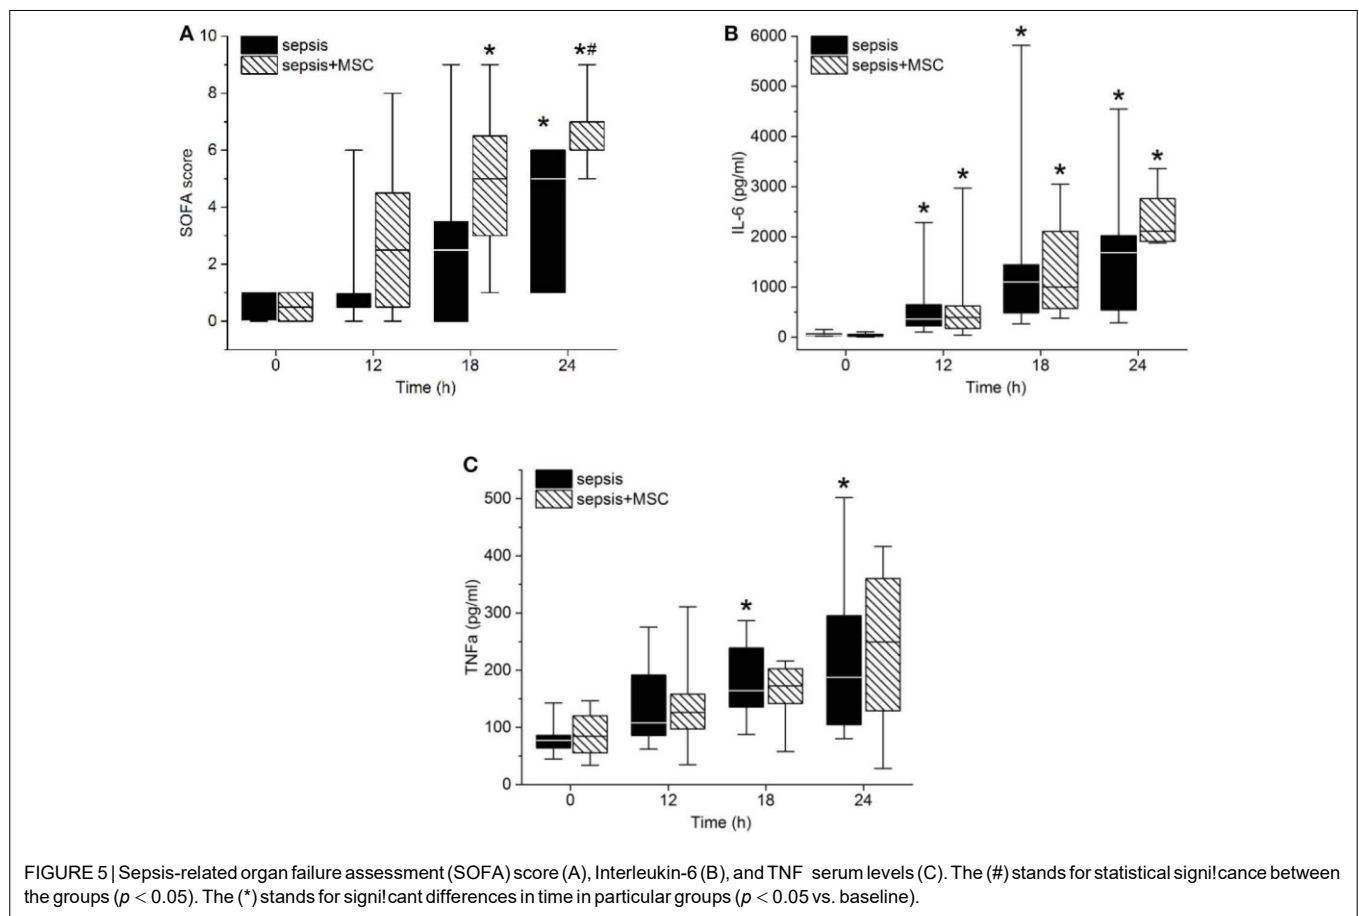 A
10
8
6
4
2
0
SOFA score
sepsis
sepsis+MSC
*
*
*#
0 12 18 24
Time (h)
B
6000
5000
4000
3000
2000
1000
0
IL-6 (pg/ml)
sepsis
sepsis+MSC
*
*
*
*
*
*
0 12 18 24
Time (h)
C
500
400
300
200
100
0
TNFa (pg/ml)
sepsis
sepsis+MSC
*
*
0 12 18 24
Time (h)
FIGURE 5 | Sepsis-related organ failure assessment (SOFA) score (A), Interleukin-6 (B), and TNF serum levels (C). The (#) stands for statistical signi!cance between
the groups (p < 0.05). The (*) stands for signi!cant differences in time in particular groups (p < 0.05 vs. baseline).